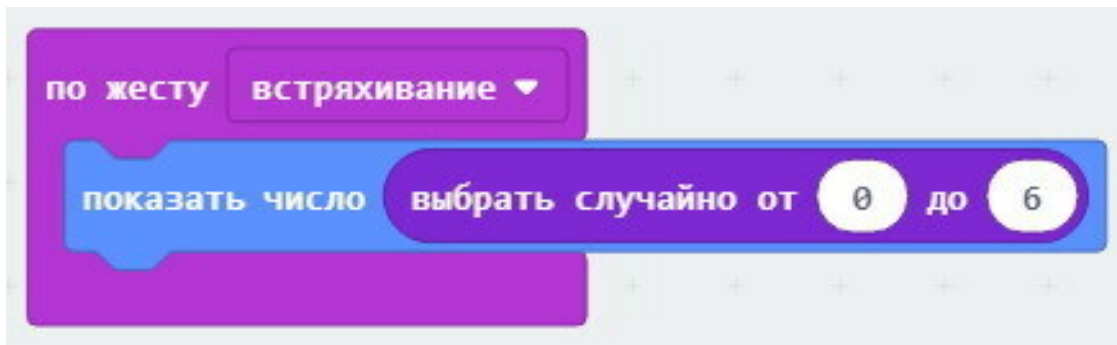 по жесту встряхивание
показать число выбрать случайно от 0 до 6